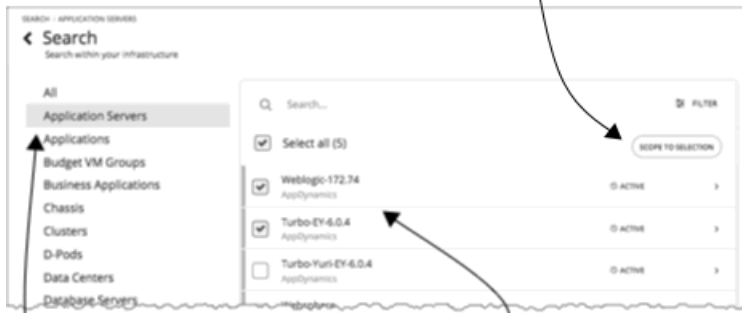 SEARCH / APPLICATION SERVERS
Search
Search within your infrastructure
All
Application Servers
Applications
Budget VM Groups
Business Applications
Chassis
Clusters
D-Pods
Data Centers
Database Servers
Search...
FILTER
Select all (5)
SCOPE TO SELECTION
Weblogic-172.74
AppDynamics
ACTIVE
Turbo-EY-6.0.4
AppDynamics
ACTIVE
Turbo-Yuri-EY-6.0.4
AppDynamics
ACTIVE